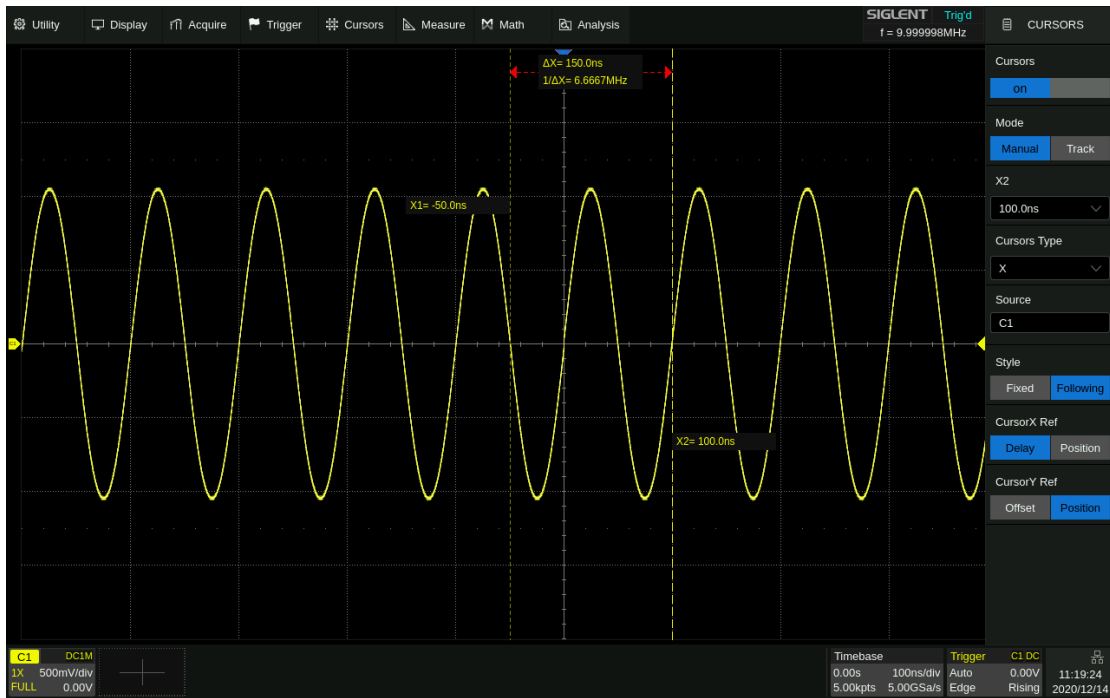 Utility Display Acquire Trigger Cursors Measure Math Analysis
SIGLENT Trig'd
f = 9.999998MHz
CURSORS
ΔX= 150.0ns
1/ΔX= 6.6667MHz
X1= -50.0ns
X2= 100.0ns
Cursors
on
Mode
Manual Track
X2
100.0ns
Cursors Type
X
Source
C1
Style
Fixed Following
CursorX Ref
Delay Position
CursorY Ref
Offset Position
C1 DC1M
1X 500mV/div
FULL 0.00V
Timebase
0.00s 100ns/div
5.00kpts 5.00GSa/s
Trigger C1 DC
Auto 0.00V
Edge Rising
11:19:24
2020/12/14